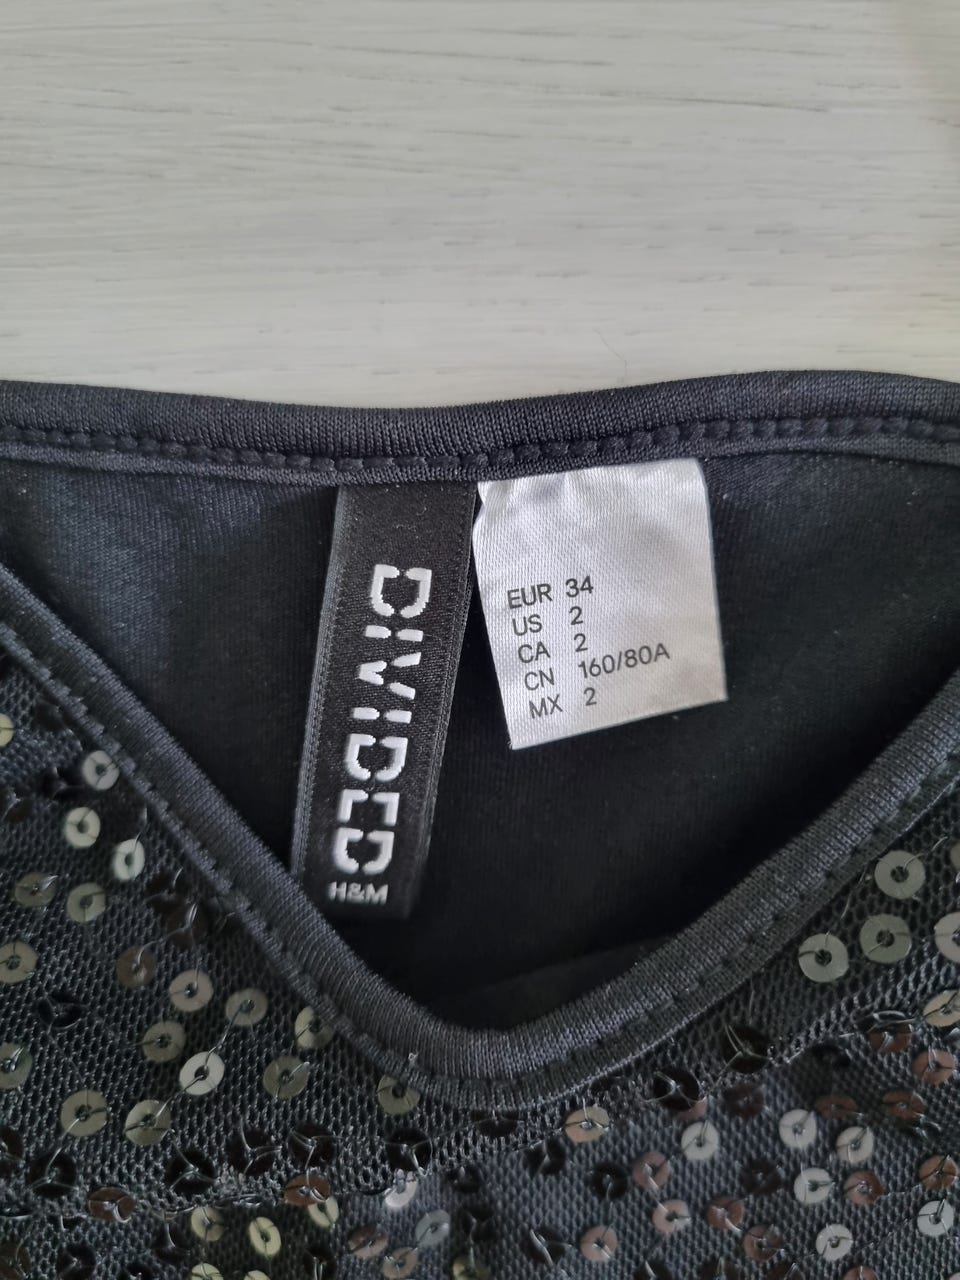 DIVIDED
H&M
EUR 34
US 2
CA 2
CN 160/80A
MX 2